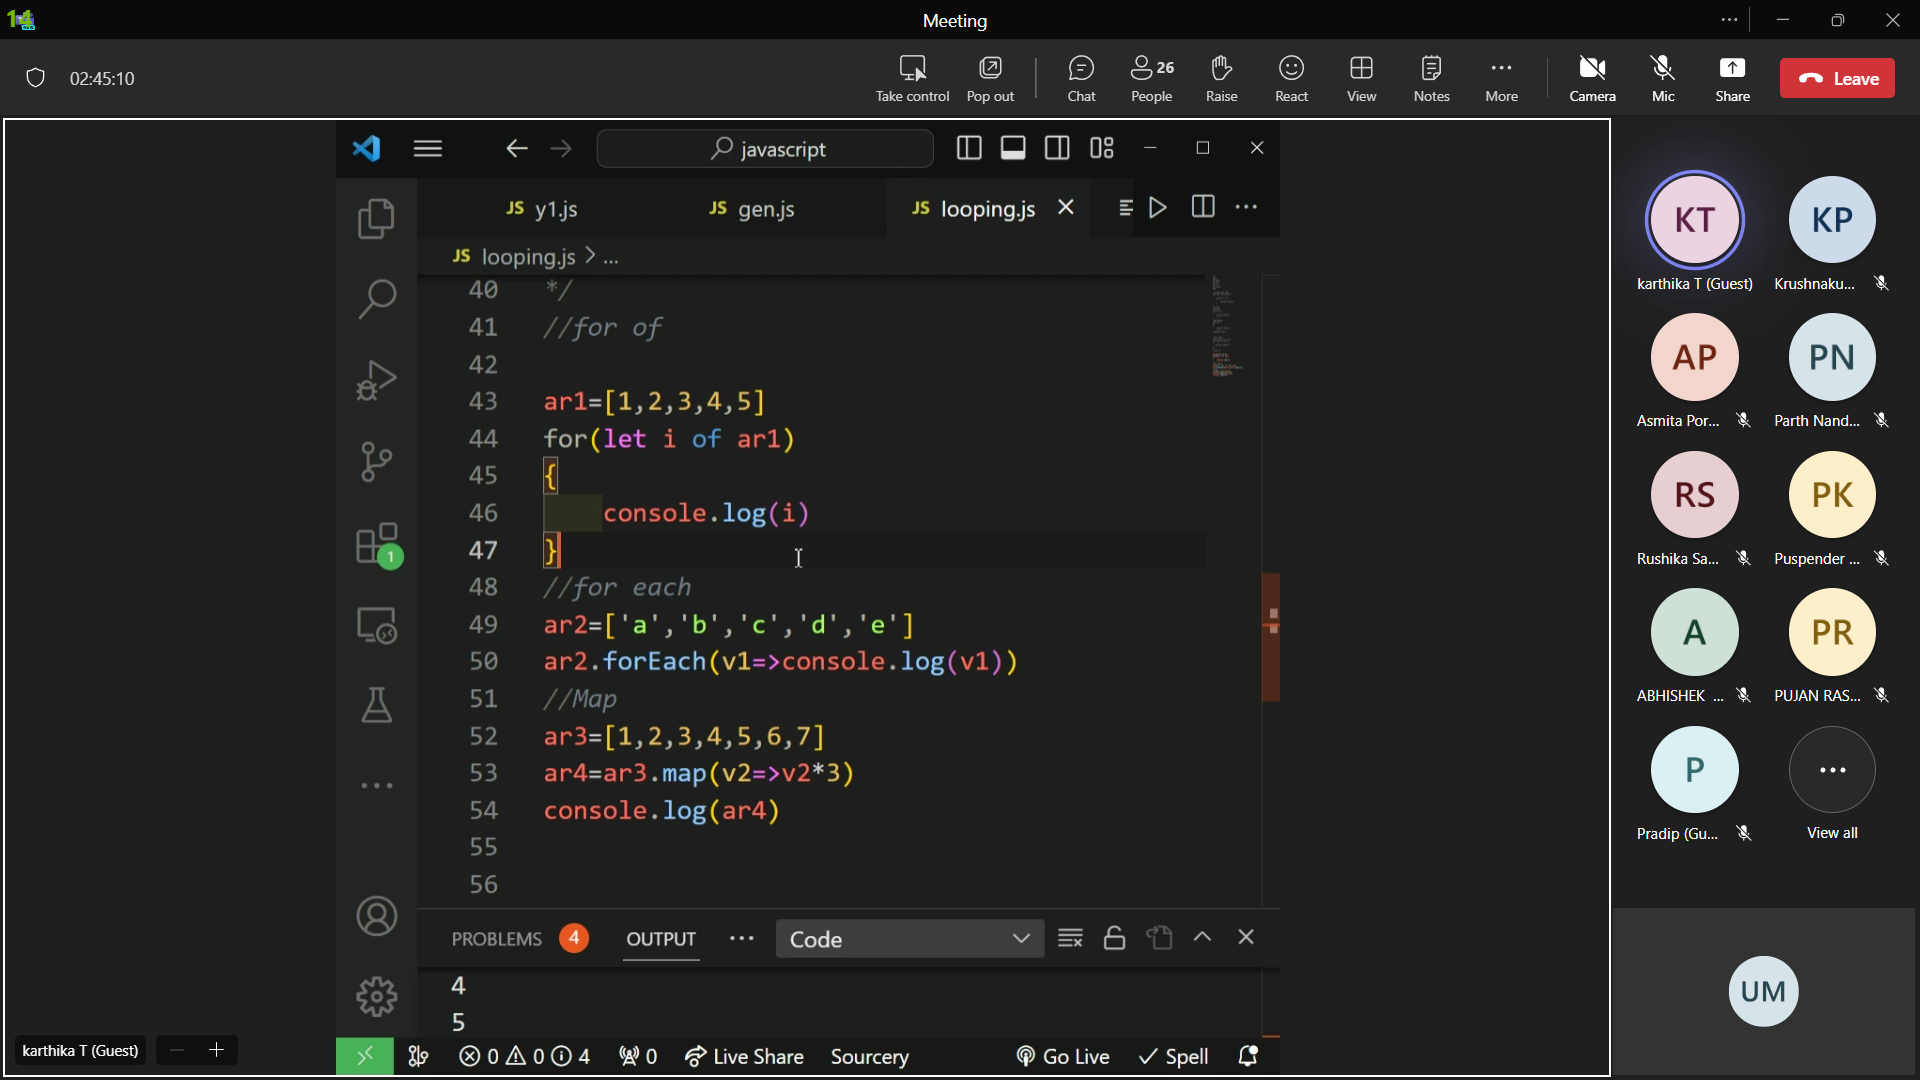 14
Meeting
02:45:10
Take control
Pop out
Chat
26
People
Raise
React
View
Notes
More
Camera
Mic
Share
Leave
javascript
JS y1.js
JS gen.js
JS looping.js
JS looping.js > ...
40 */
41 //for of
42
43 ar1=[1,2,3,4,5]
44 for(let i of ar1)
45 {
46 console.log(i)
47 }
48 //for each
49 ar2=['a','b','c','d','e']
50 ar2.forEach(v1=>console.log(v1))
51 //Map
52 ar3=[1,2,3,4,5,6,7]
53 ar4=ar3.map(v2=>v2*3)
54 console.log(ar4)
55
56
1
PROBLEMS 4 OUTPUT ... Code
4
5
0 0 4 0 Live Share Sourcery Go Live Spell
karthika T (Guest)
KT
karthika T (Guest)
KP
Krushnaku...
AP
Asmita Por...
PN
Parth Nand...
RS
Rushika Sa...
PK
Puspender ...
A
ABHISHEK ...
PR
PUJAN RAS...
P
Pradip (Gu...
View all
UM